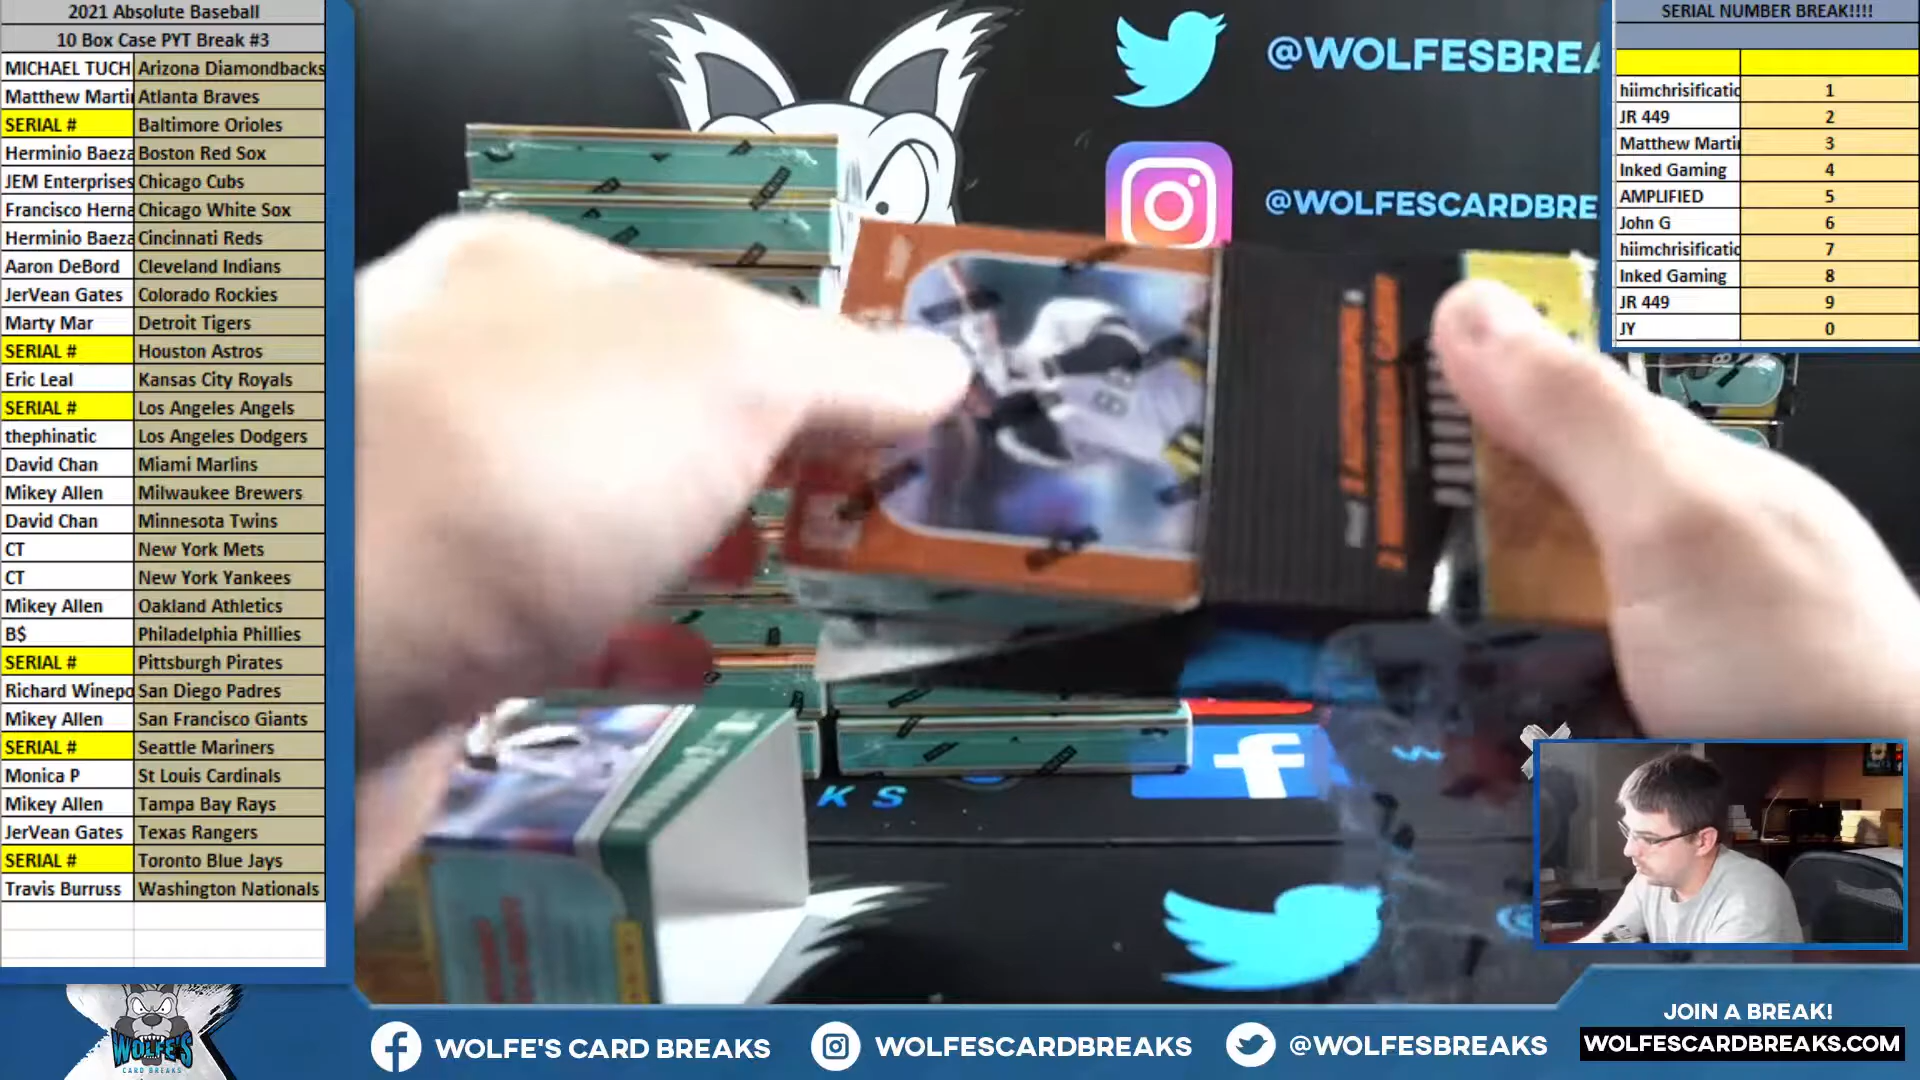 2021 Absolute Baseball
10 Box Case PYT Break #3
MICHAEL TUCH Arizona Diamondbacks
Matthew Marti Atlanta Braves
SERIAL # Baltimore Orioles
Herminio Baeza Boston Red Sox
JEM Enterprises Chicago Cubs
Francisco Herna Chicago White Sox
Herminio Baeza Cincinnati Reds
Aaron DeBord Cleveland Indians
JerVean Gates Colorado Rockies
Marty Mar Detroit Tigers
SERIAL # Houston Astros
Eric Leal Kansas City Royals
SERIAL # Los Angeles Angels
thephinatic Los Angeles Dodgers
David Chan Miami Marlins
Mikey Allen Milwaukee Brewers
David Chan Minnesota Twins
CT New York Mets
CT New York Yankees
Mikey Allen Oakland Athletics
B$ Philadelphia Phillies
SERIAL # Pittsburgh Pirates
Richard Winepo San Diego Padres
Mikey Allen San Francisco Giants
SERIAL # Seattle Mariners
Monica P St Louis Cardinals
Mikey Allen Tampa Bay Rays
JerVean Gates Texas Rangers
SERIAL # Toronto Blue Jays
Travis Burruss Washington Nationals
@WOLFESBREA
@WOLFESCARDBRE
K S
SERIAL NUMBER BREAK!!!!
hiimchrisificatio 1
JR 449 2
Matthew Marti 3
Inked Gaming 4
AMPLIFIED 5
John G 6
hiimchrisificatio 7
Inked Gaming 8
JR 449 9
JY 0
WOLFE'S
CARD BREAKS
WOLFE'S CARD BREAKS
WOLFESCARDBREAKS
@WOLFESBREAKS
JOIN A BREAK!
WOLFESCARDBREAKS.COM